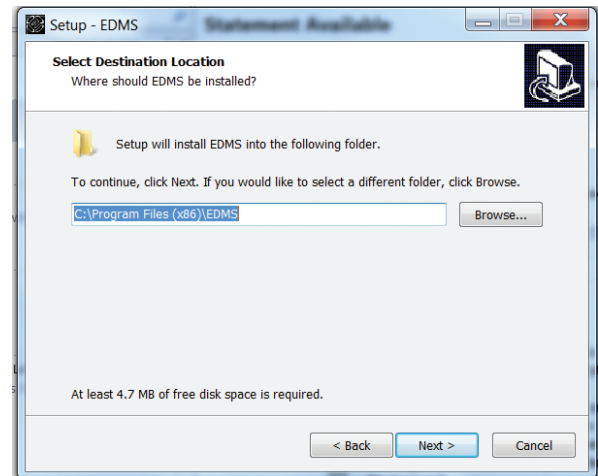 Setup - EDMS
Statement Available
Select Destination Location
Where should EDMS be installed?
Setup will install EDMS into the following folder.
To continue, click Next. If you would like to select a different folder, click Browse.
C:\Program Files (x86)\EDMS
Browse...
At least 4.7 MB of free disk space is required.
< Back
Next >
Cancel